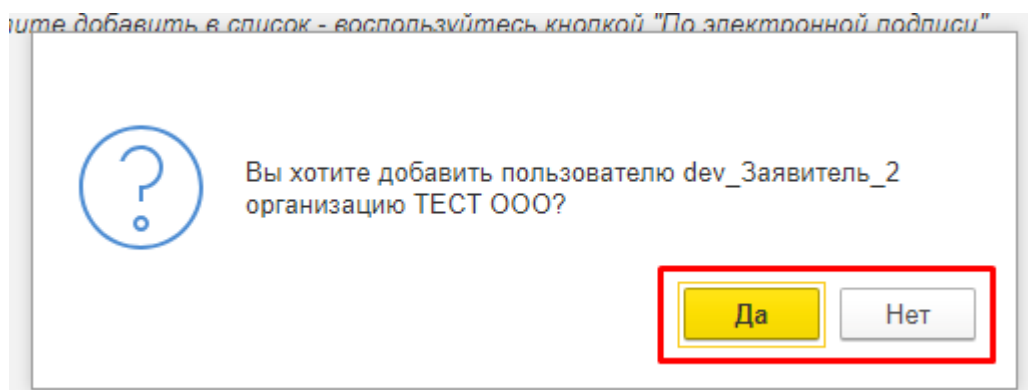 ите добавить в список - воспользуйтесь кнопкой "По электронной подписи"
Вы хотите добавить пользователю dev_Заявитель_2
организацию ТЕСТ ООО?
Да Нет